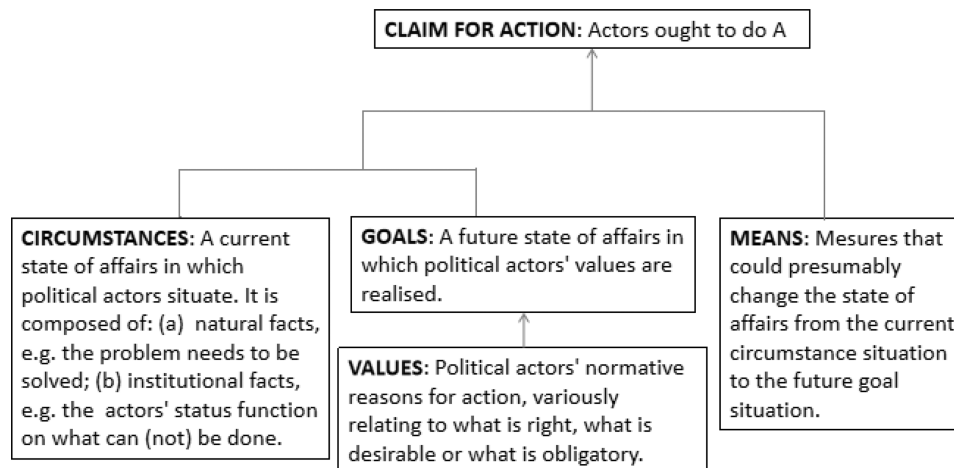 CLAIM FOR ACTION: Actors ought to do A
CIRCUMSTANCES: A current
state of affairs in which
political actors situate. It is
composed of: (a) natural facts,
e.g. the problem needs to be
solved; (b) institutional facts,
e.g. the actors' status function
on what can (not) be done.
GOALS: A future state of affairs in
which political actors' values are
realised.
VALUES: Political actors' normative
reasons for action, variously
relating to what is right, what is
desirable or what is obligatory.
MEANS: Mesures that
could presumably
change the state of
affairs from the current
circumstance situation
to the future goal
situation.